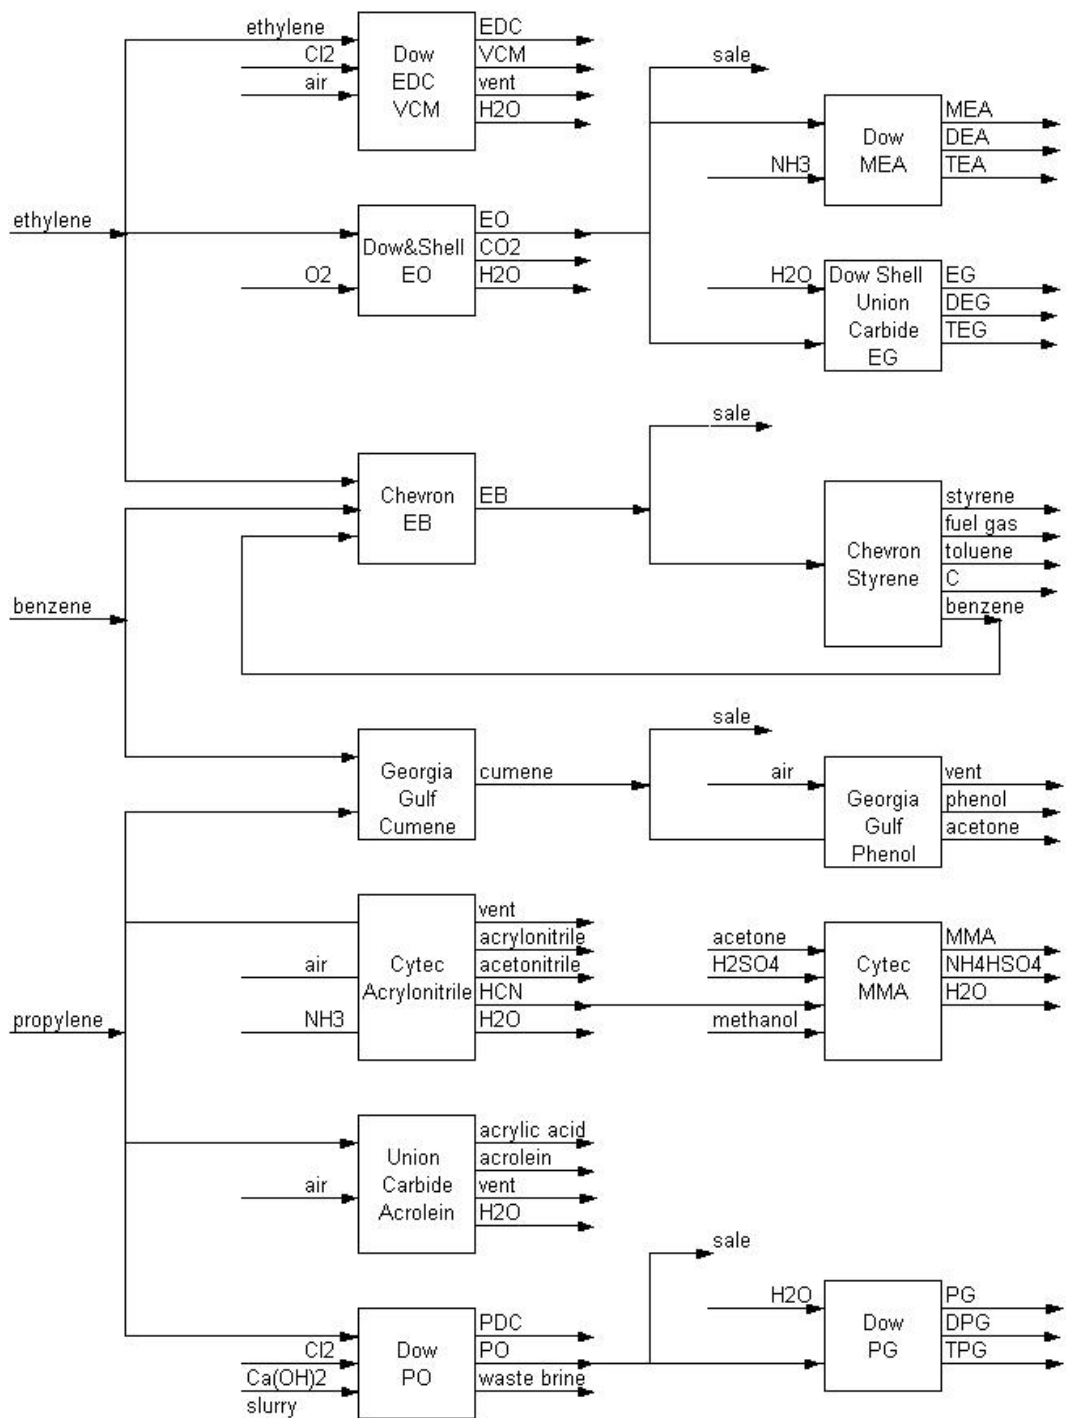 ethylene
Cl2
air
Dow
EDC
VCM
EDC
VCM
vent
H2O
sale
NH3
Dow
MEA
MEA
DEA
TEA
ethylene
O2
Dow&Shell
EO
EO
CO2
H2O
H2O
Dow Shell
Union
Carbide
EG
EG
DEG
TEG
sale
Chevron
EB
EB
Chevron
Styrene
styrene
fuel gas
toluene
C
benzene
benzene
sale
Georgia
Gulf
Cumene
cumene
air
Georgia
Gulf
Phenol
vent
phenol
acetone
air
NH3
Cytec
Acrylonitrile
vent
acrylonitrile
acetonitrile
HCN
H2O
acetone
H2SO4
methanol
Cytec
MMA
MMA
NH4HSO4
H2O
propylene
air
Union
Carbide
Acrolein
acrylic acid
acrolein
vent
H2O
sale
Cl2
Ca(OH)2
slurry
Dow
PO
PDC
PO
waste brine
H2O
Dow
PG
PG
DPG
TPG